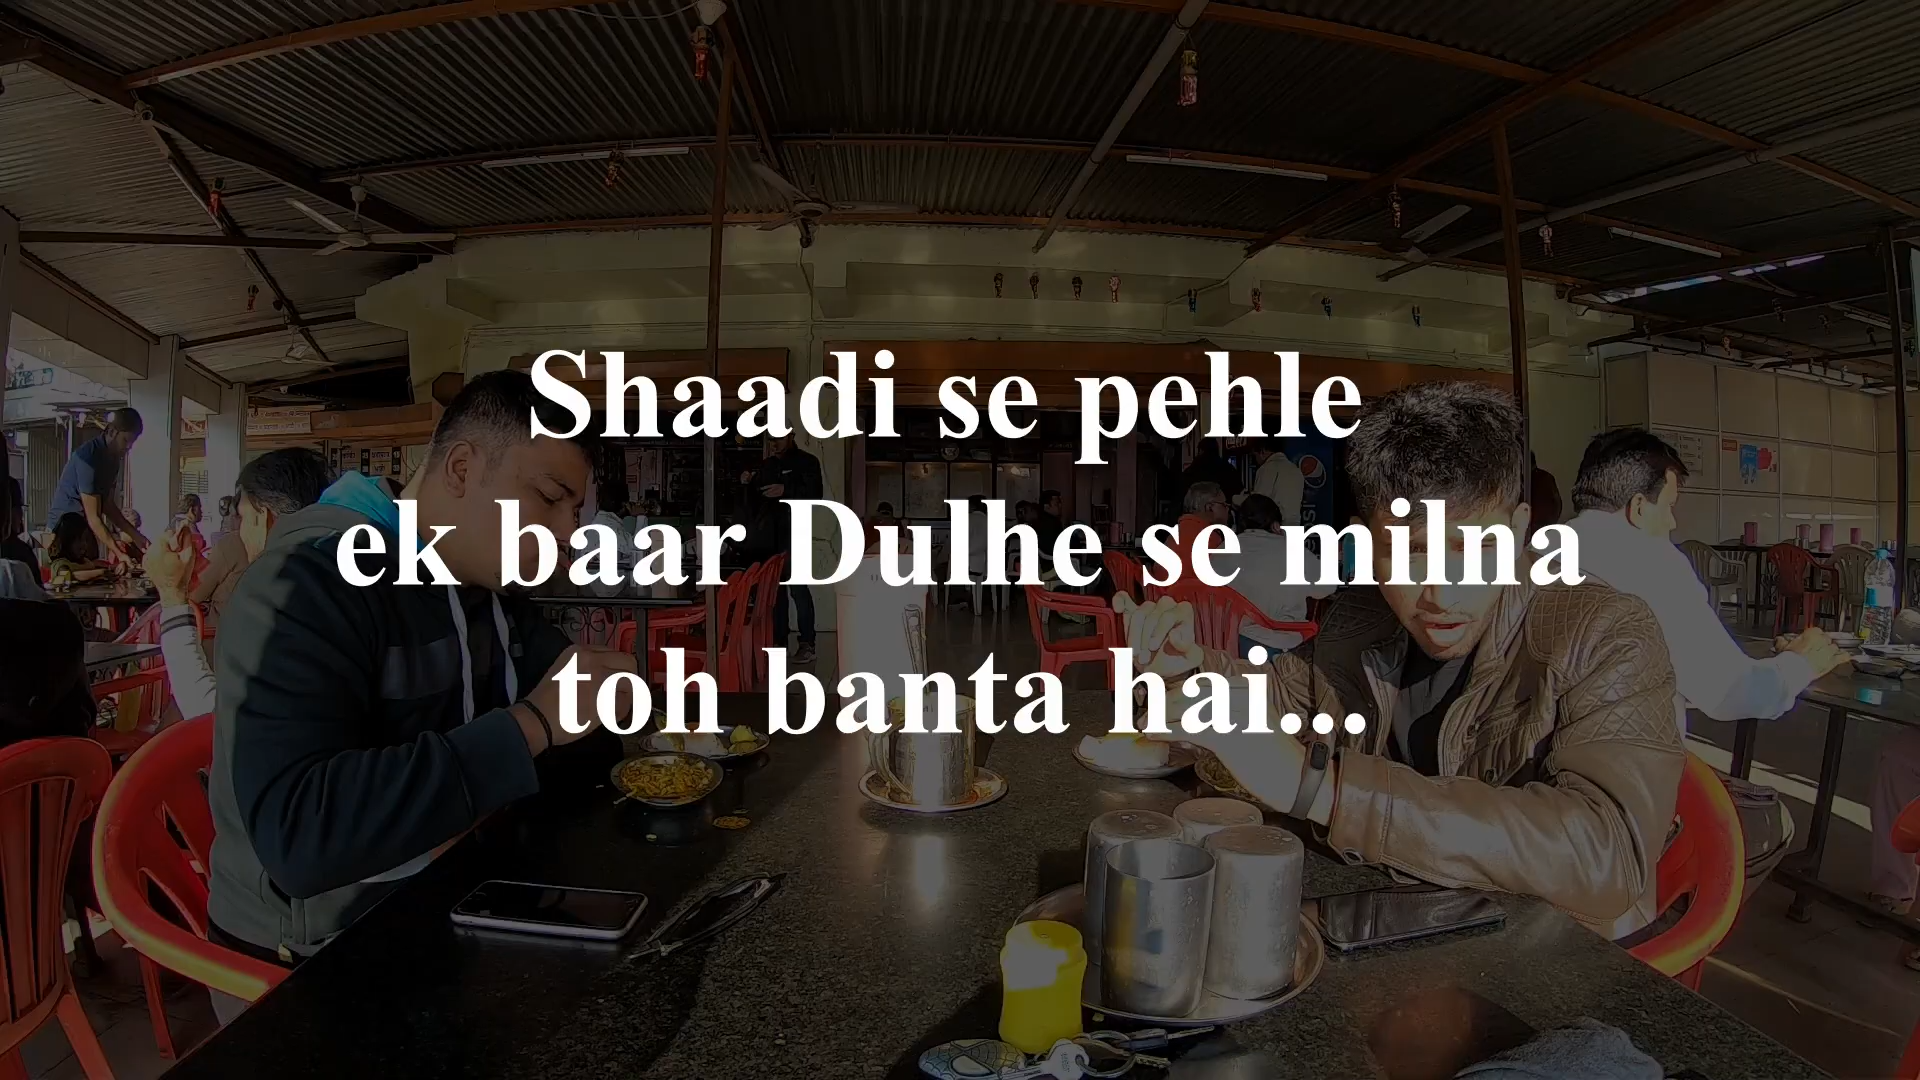 Shaadi se pehle
ek baar Dulhe se milna
toh banta hai...